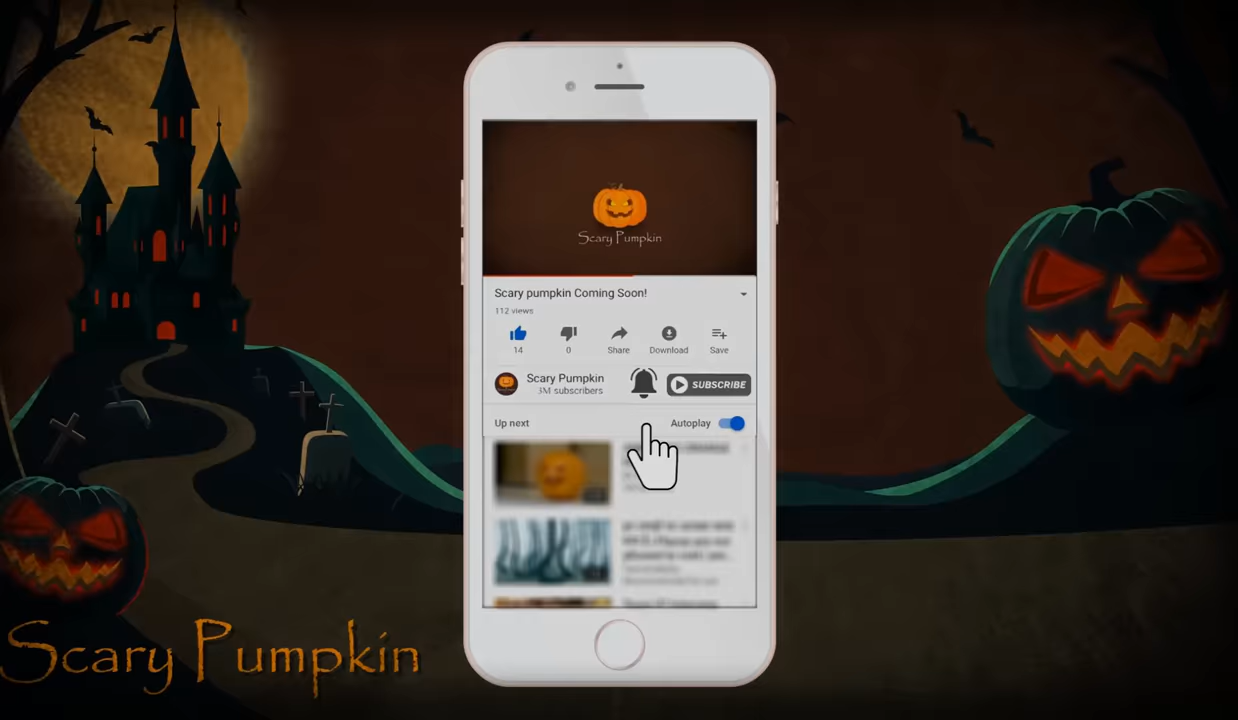 Scary Pumpkin
Scary pumpkin Coming Soon!
112 views
14
0
Share
Download
Save
Scary Pumpkin
3M subscribers
SUBSCRIBE
Up next
Autoplay
Scary Pumpkin